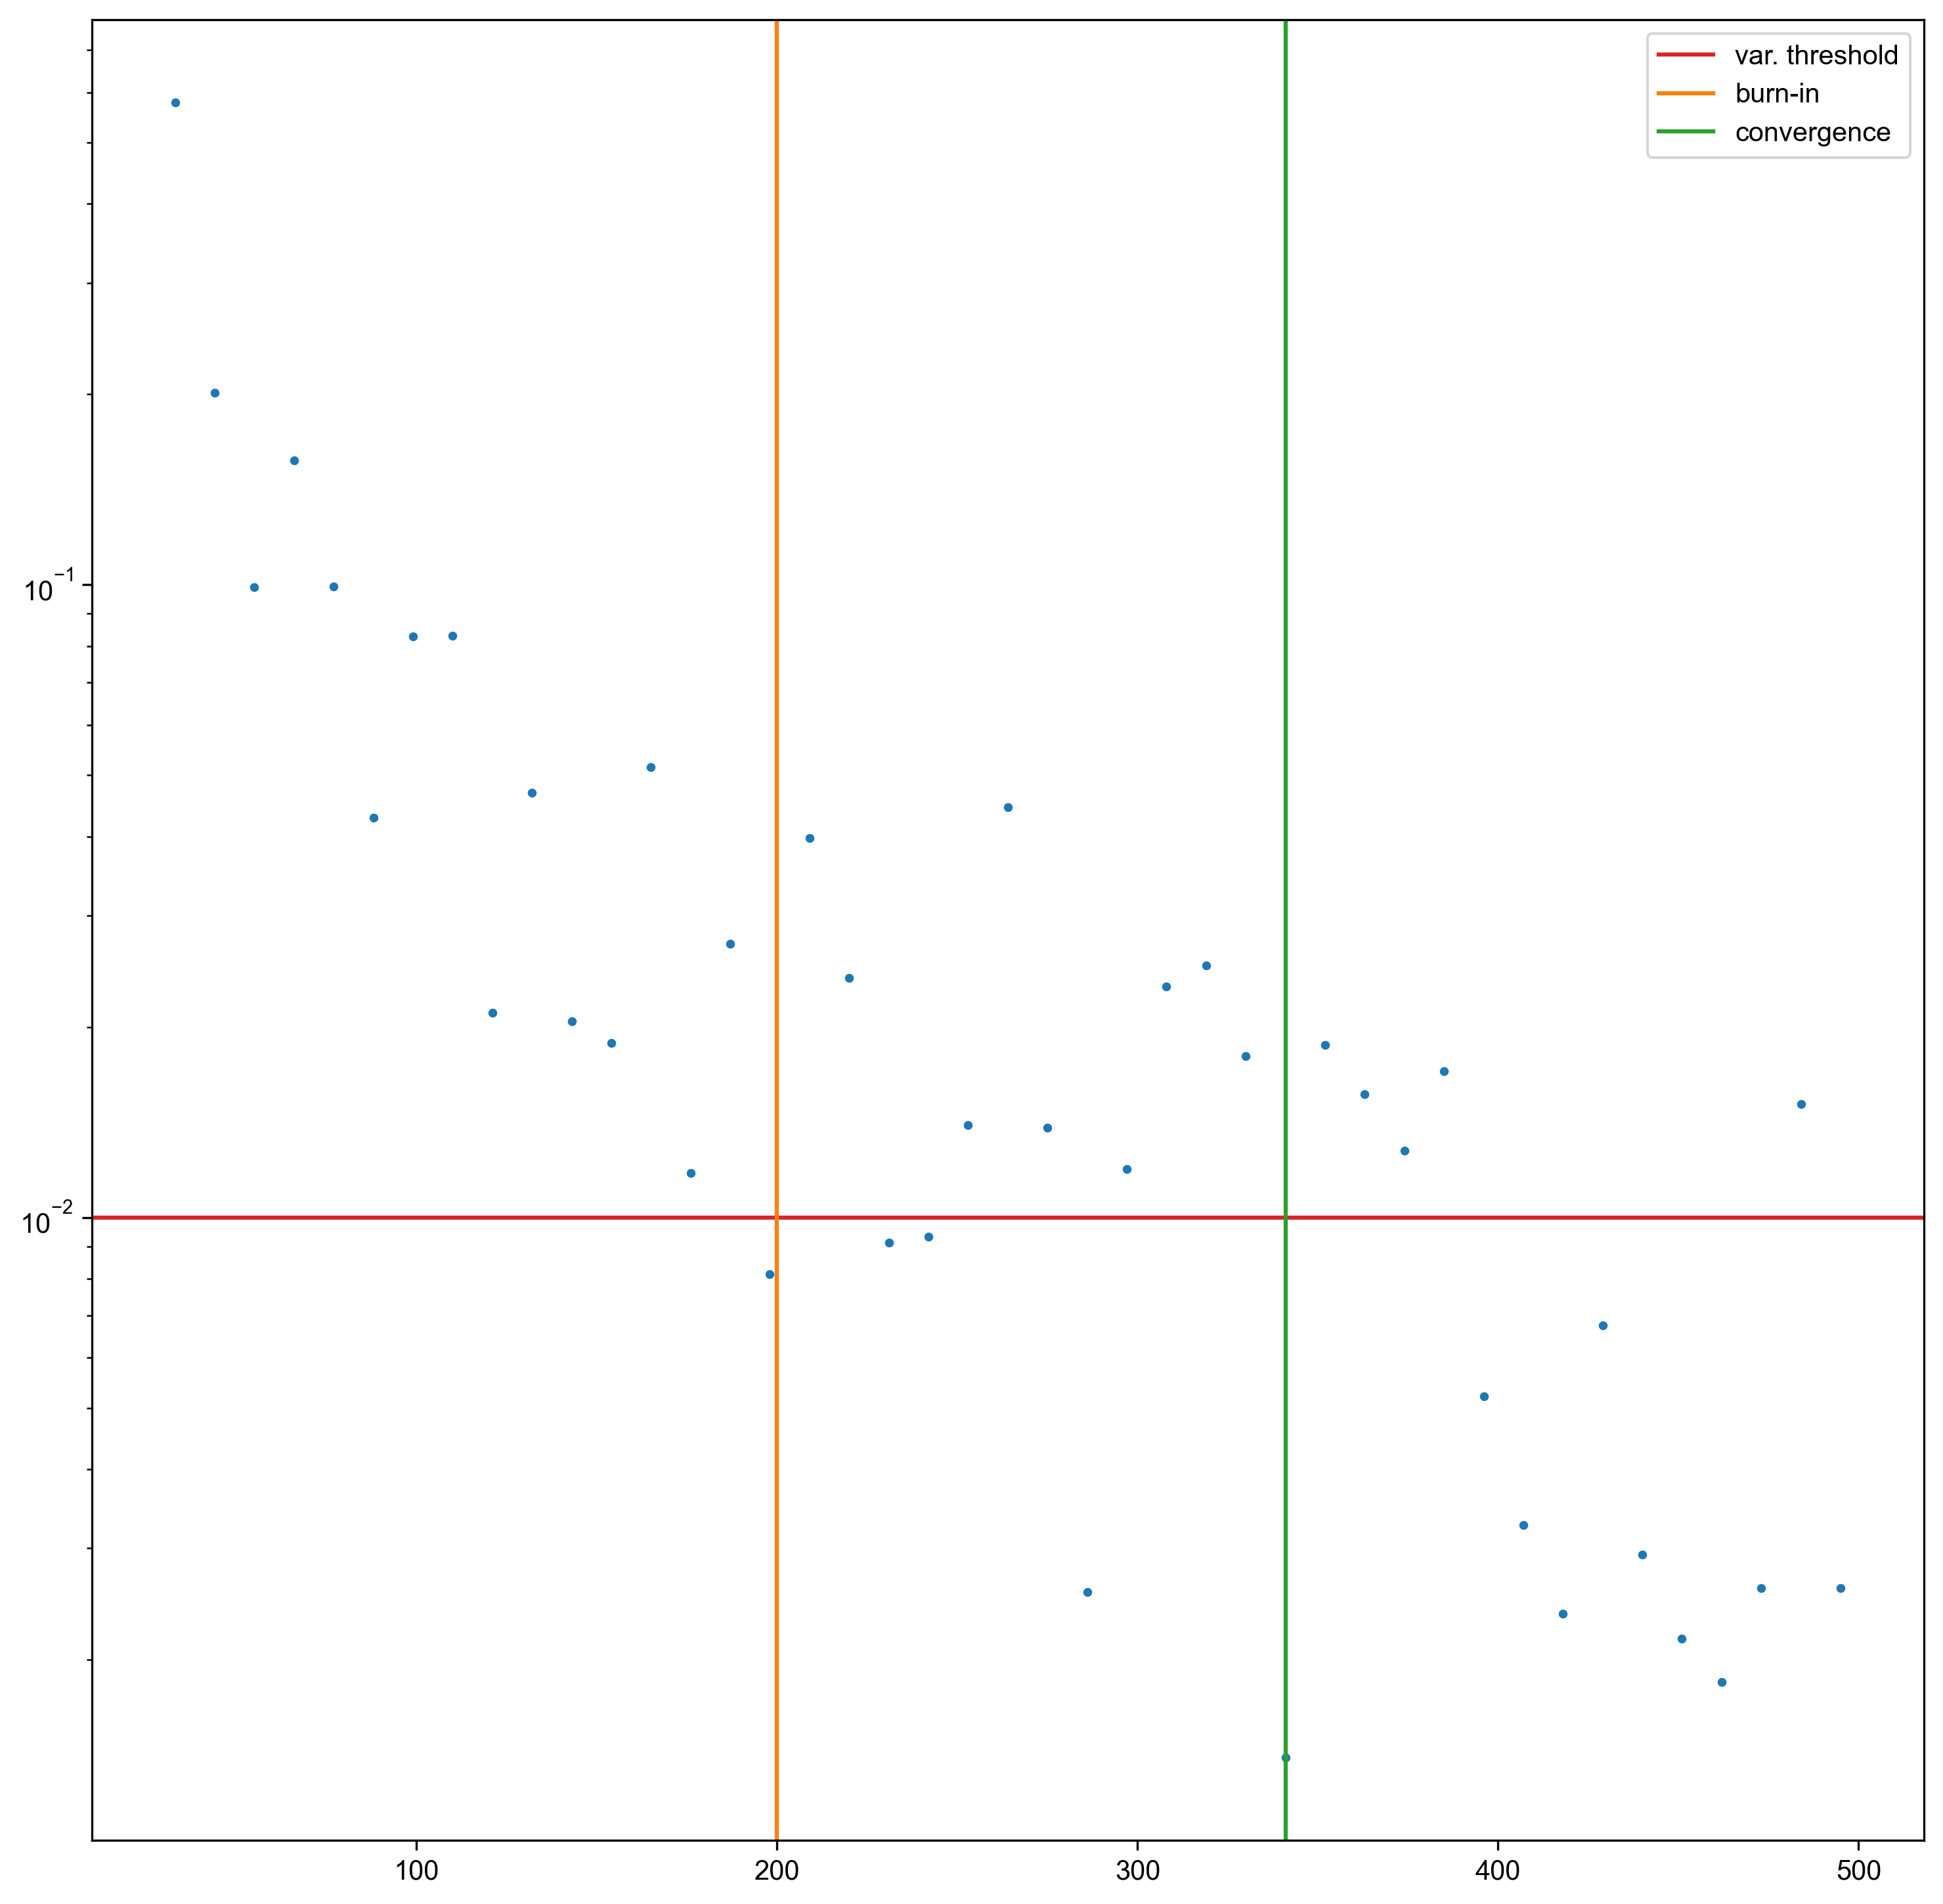 var. threshold
burn-in
convergence
10⁻¹
10⁻²
100 200 300 400 500